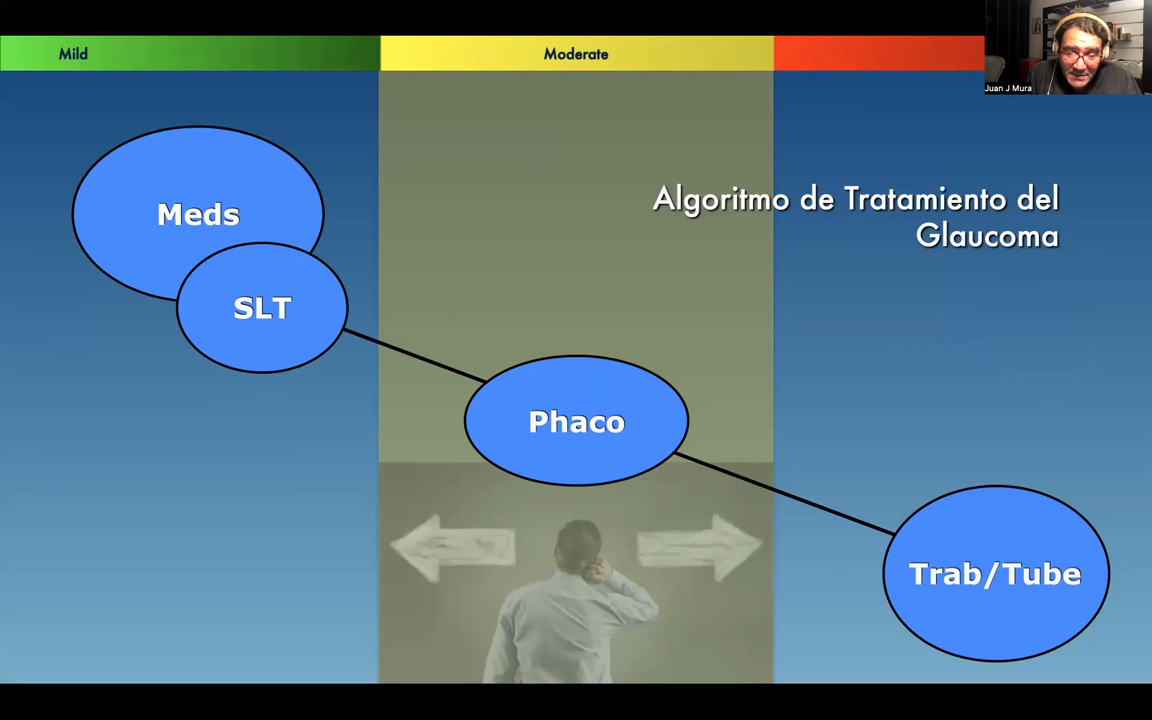 Mild
Moderate
Juan J Mura
Algoritmo de Tratamiento del
Glaucoma
Meds
SLT
Phaco
Trab/Tube